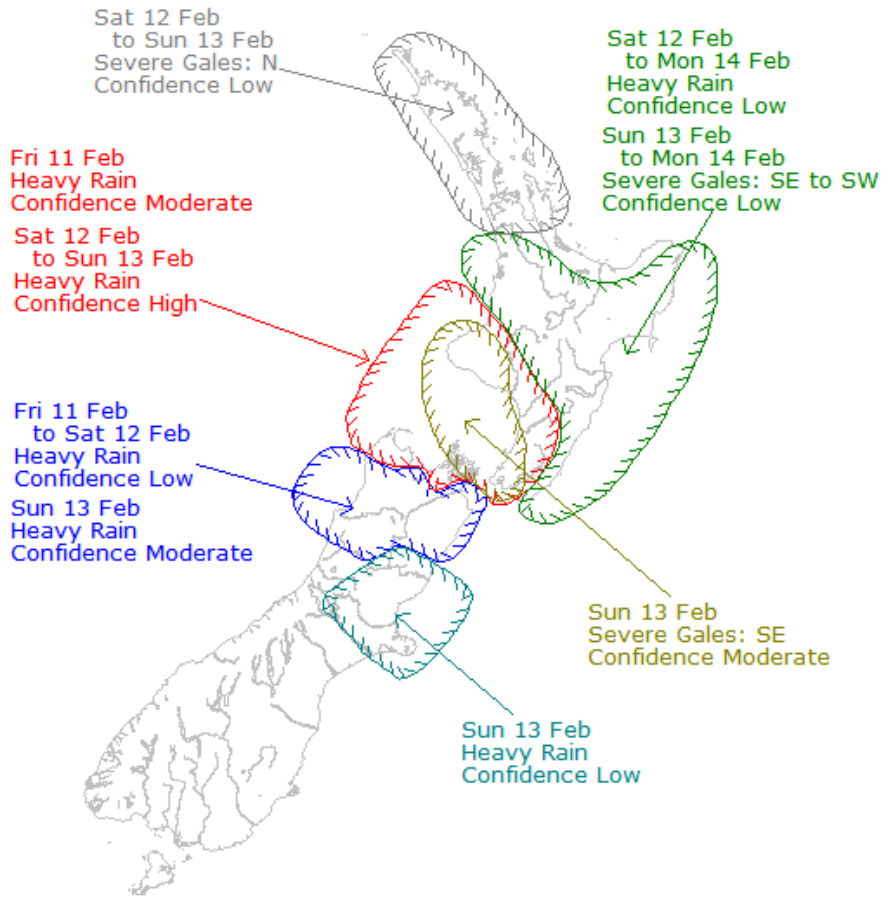 Sat 12 Feb
to Sun 13 Feb
Severe Gales: N
Confidence Low
Sat 12 Feb
to Mon 14 Feb
Heavy Rain
Confidence Low
Sun 13 Feb
to Mon 14 Feb
Severe Gales: SE to SW
Confidence Low
Fri 11 Feb
Heavy Rain
Confidence Moderate
Sat 12 Feb
to Sun 13 Feb
Heavy Rain
Confidence High
Fri 11 Feb
to Sat 12 Feb
Heavy Rain
Confidence Low
Sun 13 Feb
Heavy Rain
Confidence Moderate
Sun 13 Feb
Severe Gales: SE
Confidence Moderate
Sun 13 Feb
Heavy Rain
Confidence Low